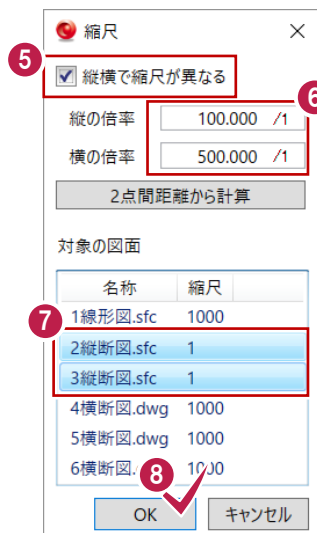 縮尺
5
縦横で縮尺が異なる
6
縦の倍率 100.000 /1
横の倍率 500.000 /1
2点間距離から計算
対象の図面
名称 縮尺
1線形図.sfc 1000
7
2縦断図.sfc 1
3縦断図.sfc 1
4横断図.dwg 1000
5横断図.dwg 1000
6横断図. 1000
8
OK キャンセル